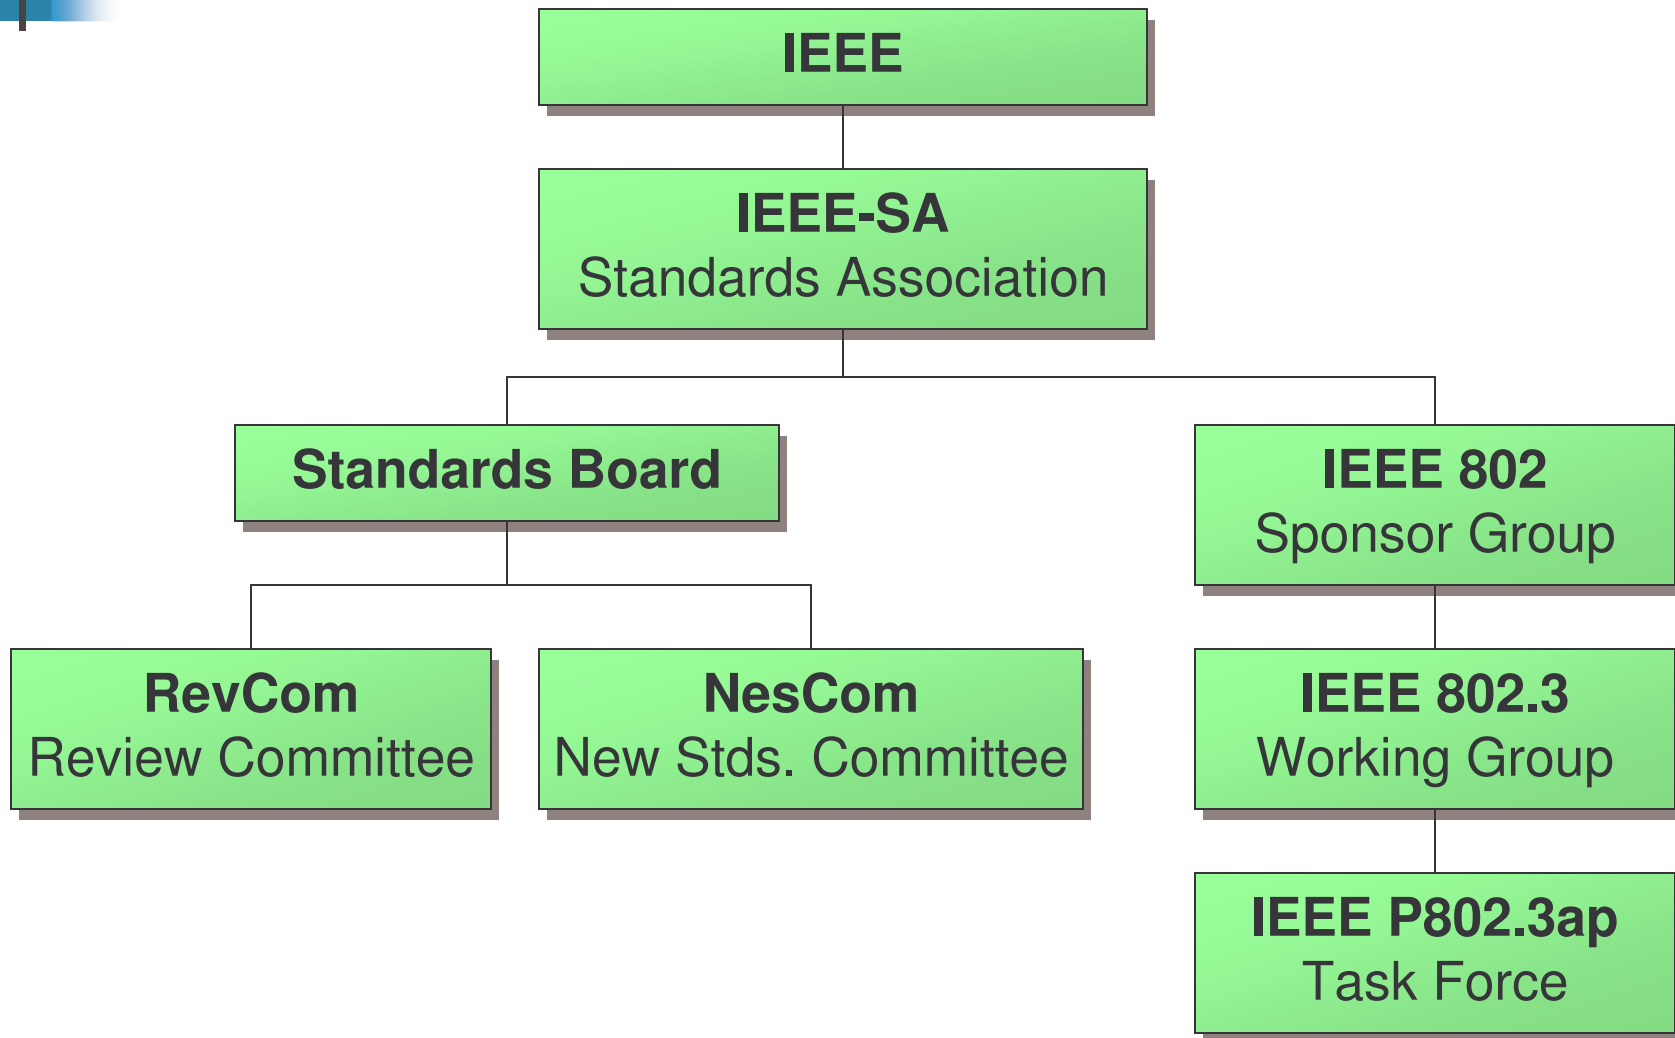 IEEE
IEEE-SA
Standards Association
Standards Board
IEEE 802
Sponsor Group
RevCom
Review Committee
NesCom
New Stds. Committee
IEEE 802.3
Working Group
IEEE P802.3ap
Task Force